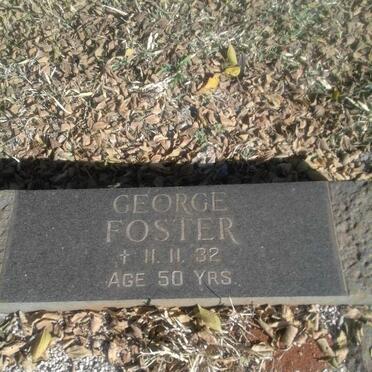 GEORGE
FOSTER
† 11. 11. 32
AGE 50 YRS.